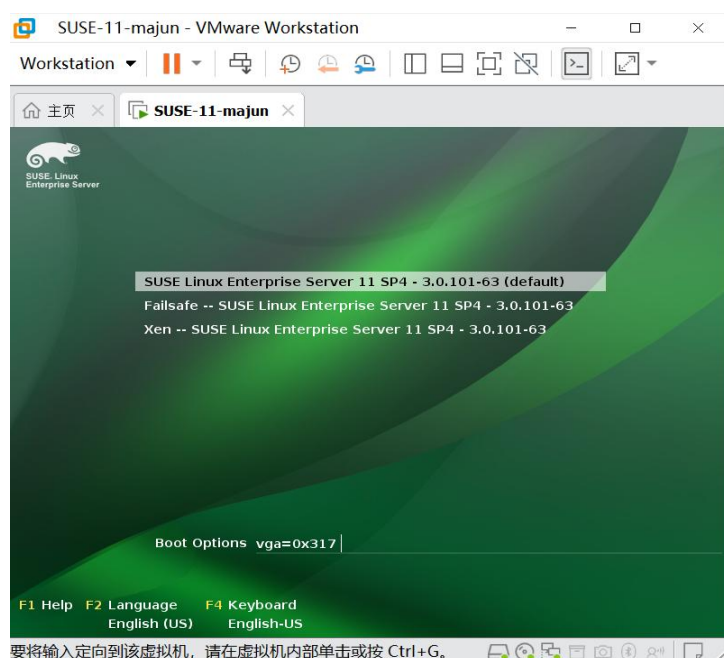 SUSE-11-majun - VMware Workstation
Workstation
主页
SUSE-11-majun
SUSE. Linux
Enterprise Server
SUSE Linux Enterprise Server 11 SP4 - 3.0.101-63 (default)
Failsafe -- SUSE Linux Enterprise Server 11 SP4 - 3.0.101-63
Xen -- SUSE Linux Enterprise Server 11 SP4 - 3.0.101-63
Boot Options vga=0x317
F1 Help F2 Language F4 Keyboard
English (US) English-US
要将输入定向到该虚拟机，请在虚拟机内部单击或按 Ctrl+G。